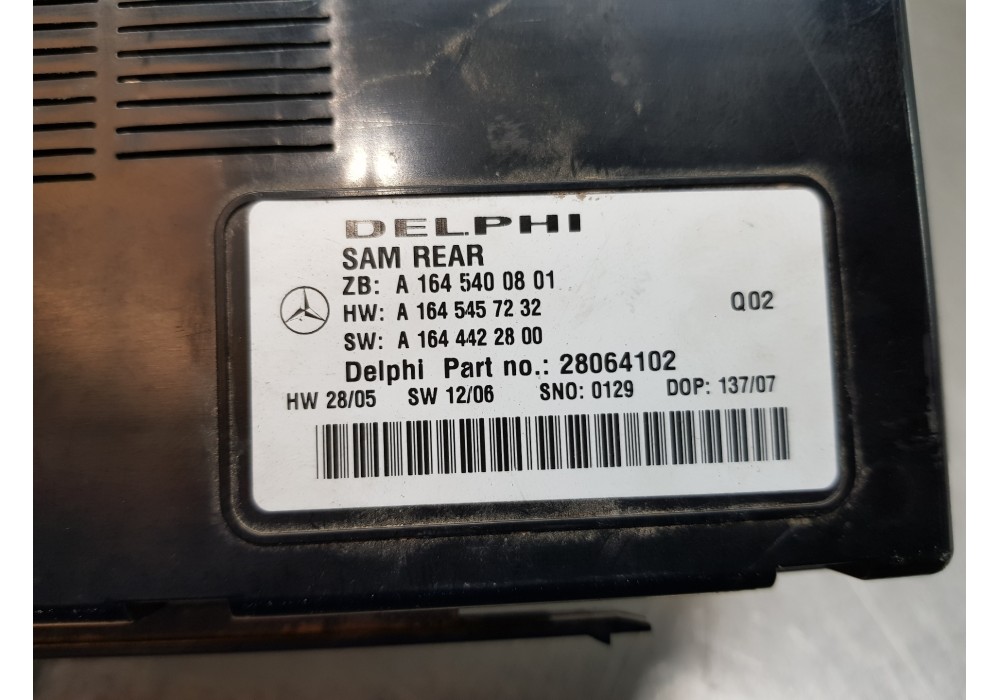 DELPHI
SAM REAR
ZB: A 164 540 08 01
HW: A 164 545 72 32
SW: A 164 442 28 00
Q02
Delphi Part no.: 28064102
HW 28/05 SW 12/06 SNO: 0129 DOP: 137/07